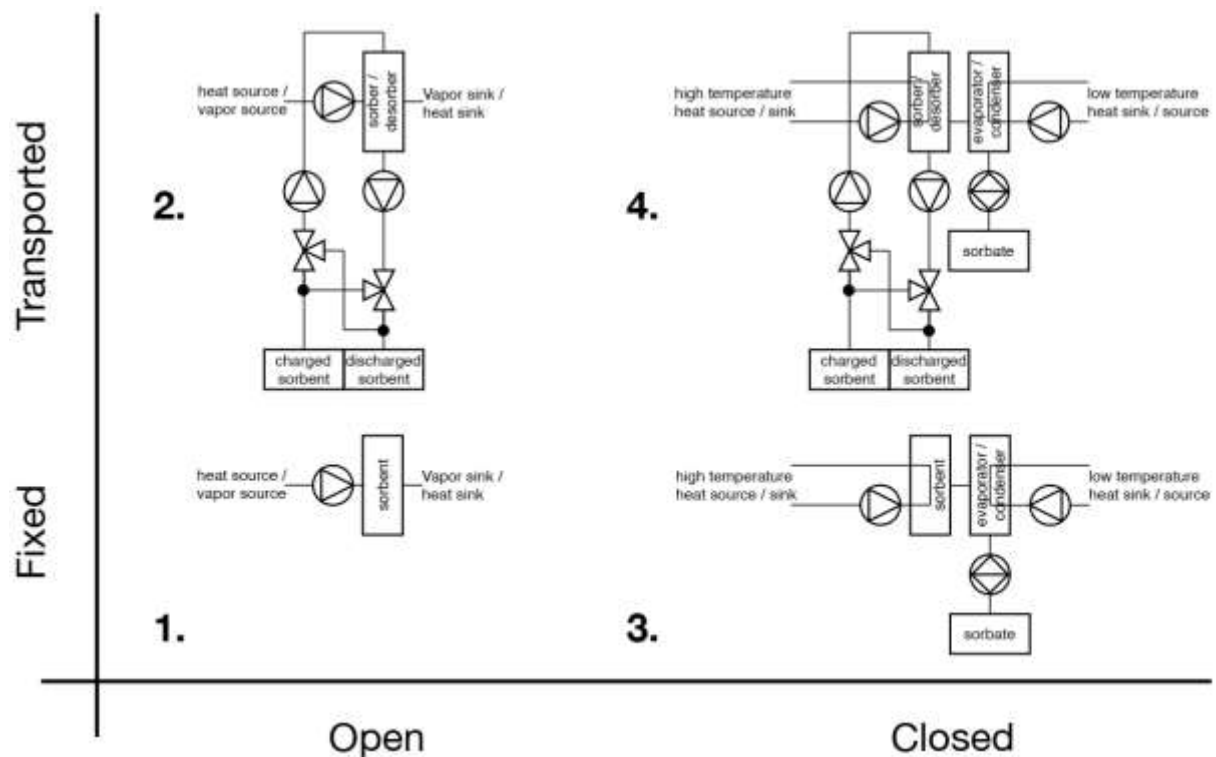 Transported
Fixed
2.
heat source /
vapor source
sorber /
desorber
Vapor sink /
heat sink
charged
sorbent
discharged
sorbent
4.
high temperature
heat source / sink
sorber /
desorber
evaporator /
condenser
low temperature
heat sink / source
sorbate
charged
sorbent
discharged
sorbent
1.
heat source /
vapor source
sorbent
Vapor sink /
heat sink
3.
high temperature
heat source / sink
sorbent
evaporator /
condenser
low temperature
heat sink / source
sorbate
Open
Closed